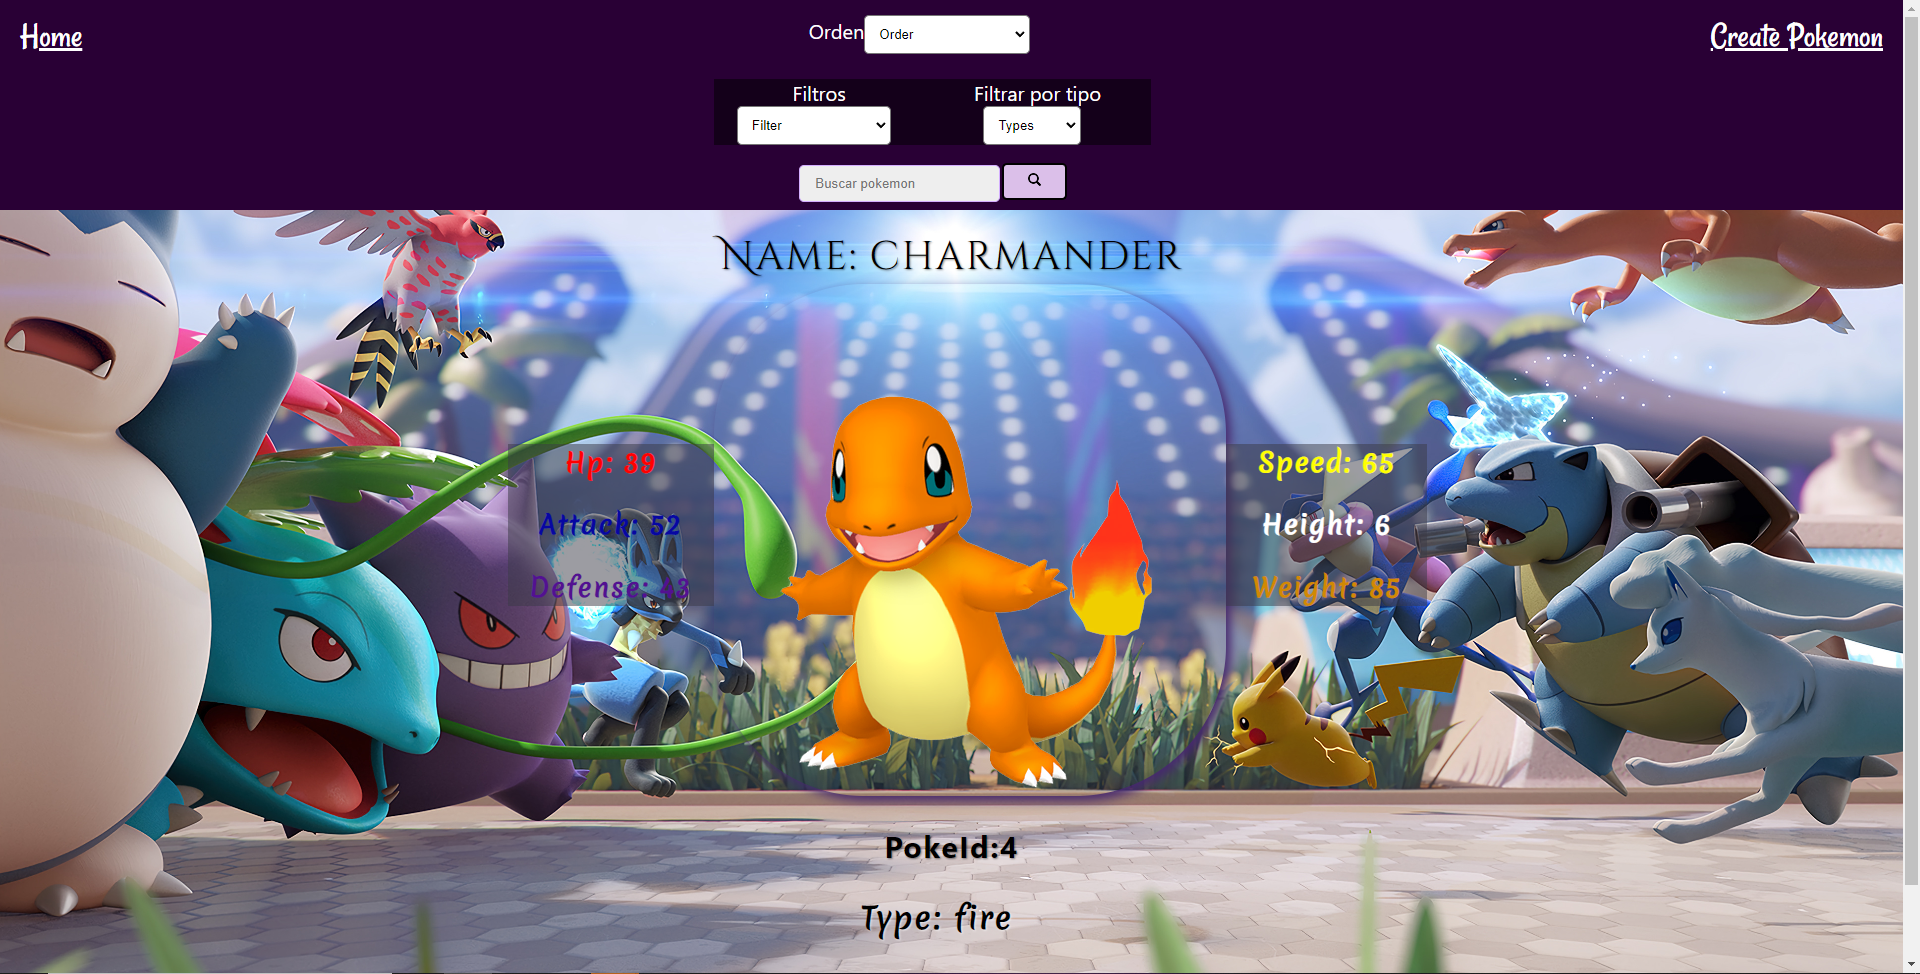 Home
Orden Order
Create Pokemon
Filtros
Filtrar por tipo
Filter
Types
Buscar pokemon
Name: charmander
Hp: 39
Attack: 52
Defense: 43
Speed: 65
Height: 6
Weight: 85
PokeId:4
Type: fire